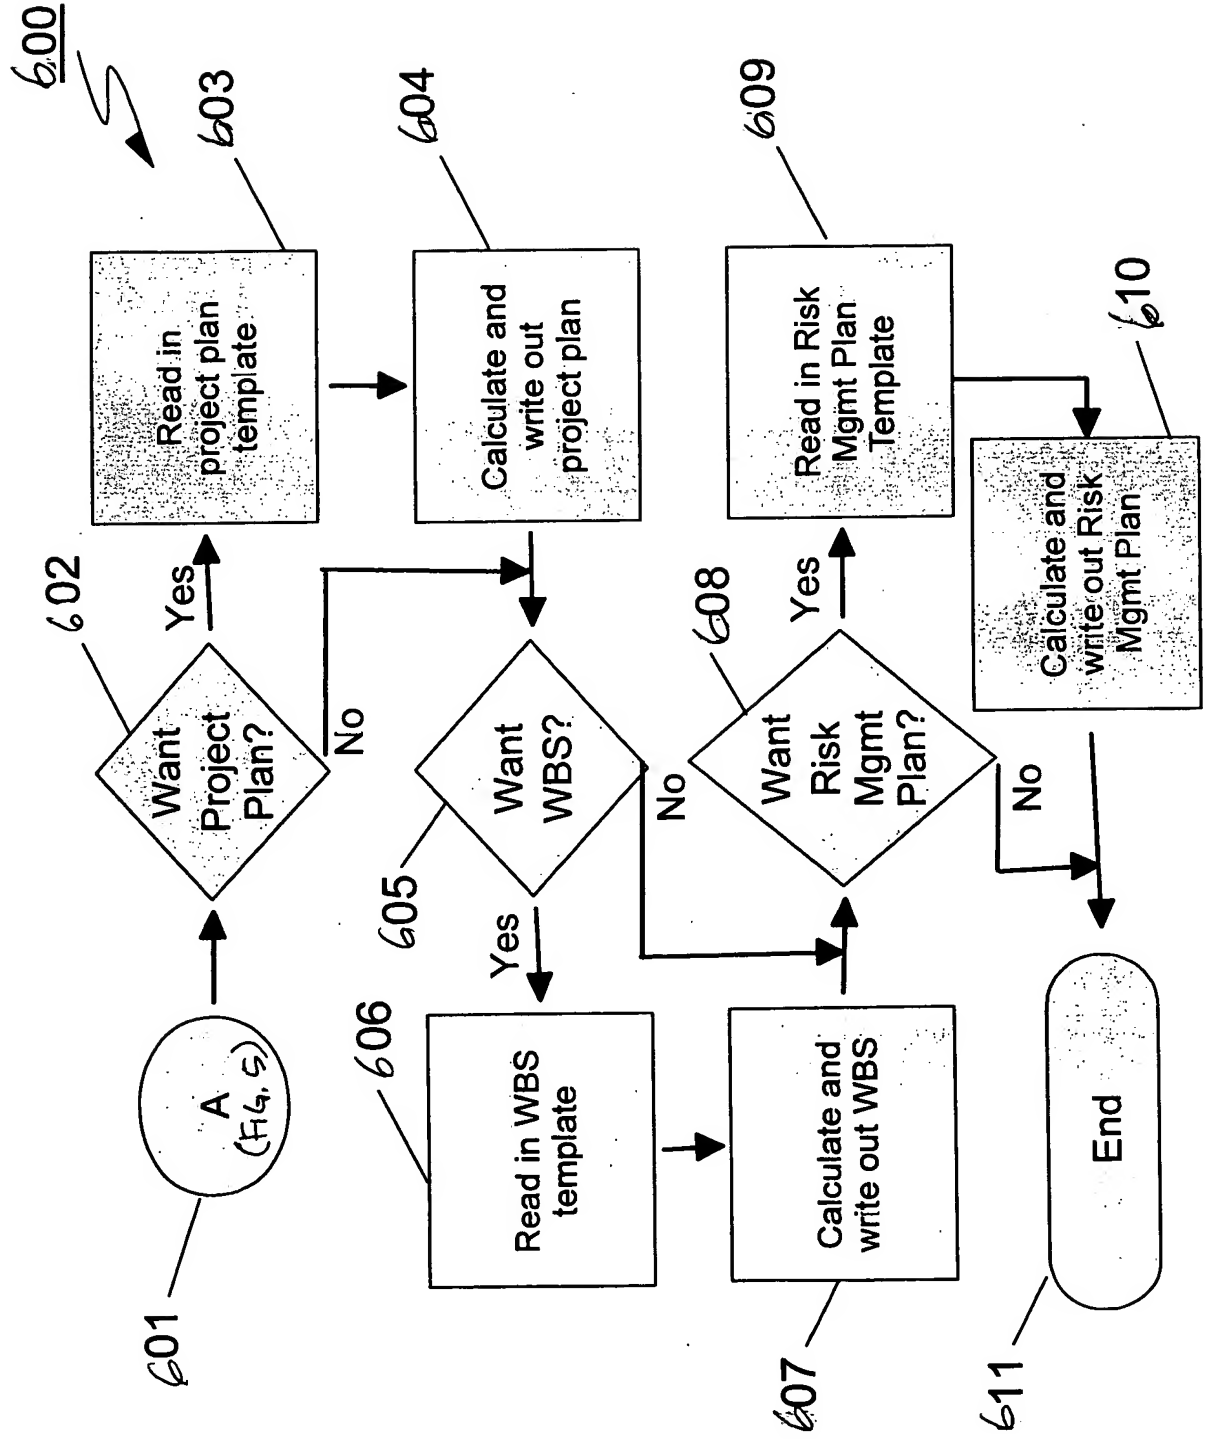 600
601
A
(FIG. 5)
602
Want
Project
Plan?
Yes
No
603
Read in
project plan
template
604
Calculate and
write out
project plan
605
Want
WBS?
Yes
No
606
Read in WBS
template
607
Calculate and
write out WBS
608
Want
Risk
Mgmt
Plan?
Yes
No
609
Read in Risk
Mgmt Plan
Template
610
Calculate and
write out Risk
Mgmt Plan
611
End